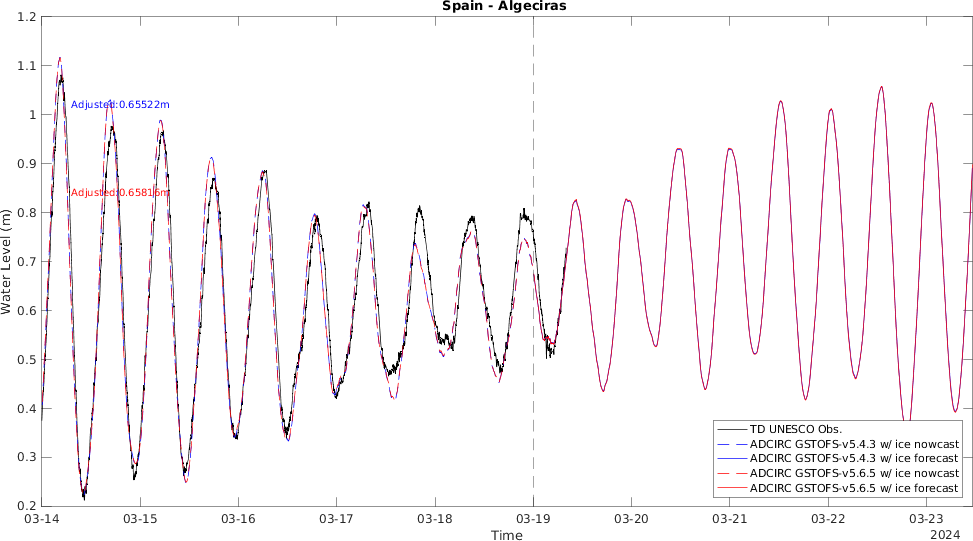 Spain - Algeciras
1.2
1.1
1
0.9
0.8
0.7
0.6
0.5
0.4
0.3
0.2
Water Level (m)
Adjusted:0.65522m
Adjusted:0.65816m
TD UNESCO Obs.
ADCIRC GSTOFS-v5.4.3 w/ ice nowcast
ADCIRC GSTOFS-v5.4.3 w/ ice forecast
ADCIRC GSTOFS-v5.6.5 w/ ice nowcast
ADCIRC GSTOFS-v5.6.5 w/ ice forecast
03-14 03-15 03-16 03-17 03-18 03-19 03-20 03-21 03-22 03-23
Time
2024